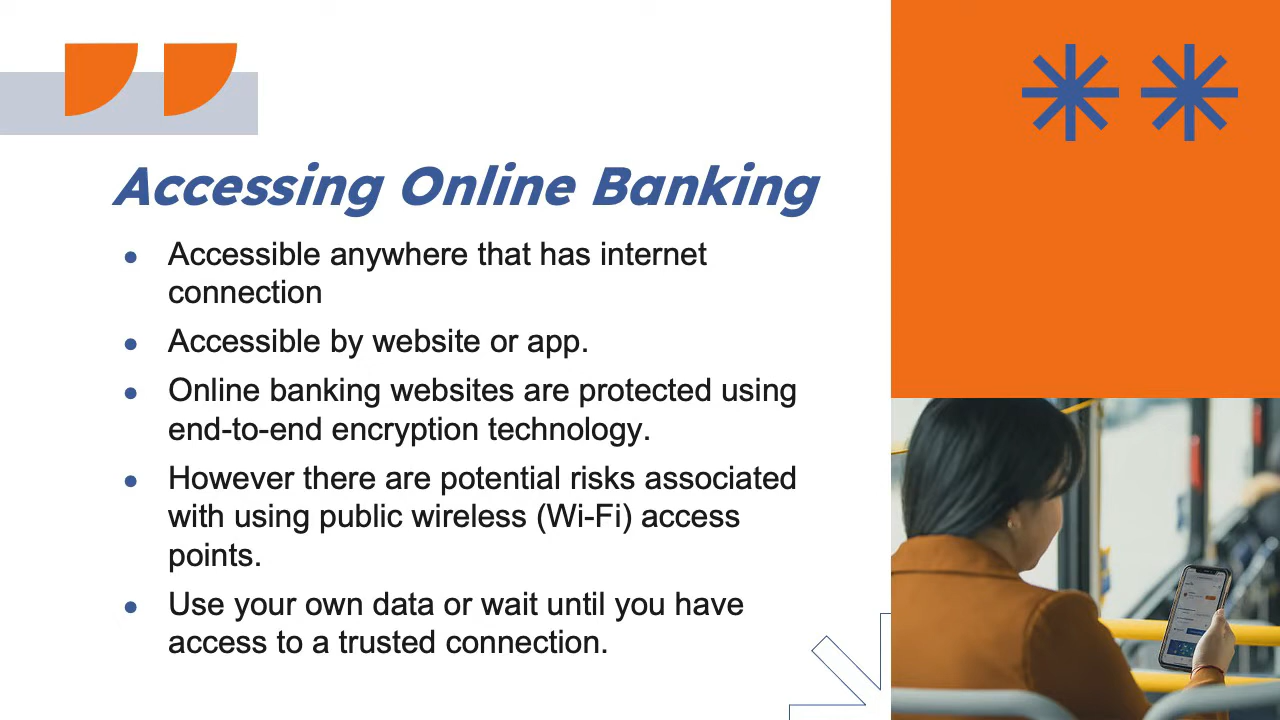 Accessing Online Banking
● Accessible anywhere that has internet
connection
● Accessible by website or app.
● Online banking websites are protected using
end-to-end encryption technology.
● However there are potential risks associated
with using public wireless (Wi-Fi) access
points.
● Use your own data or wait until you have
access to a trusted connection.